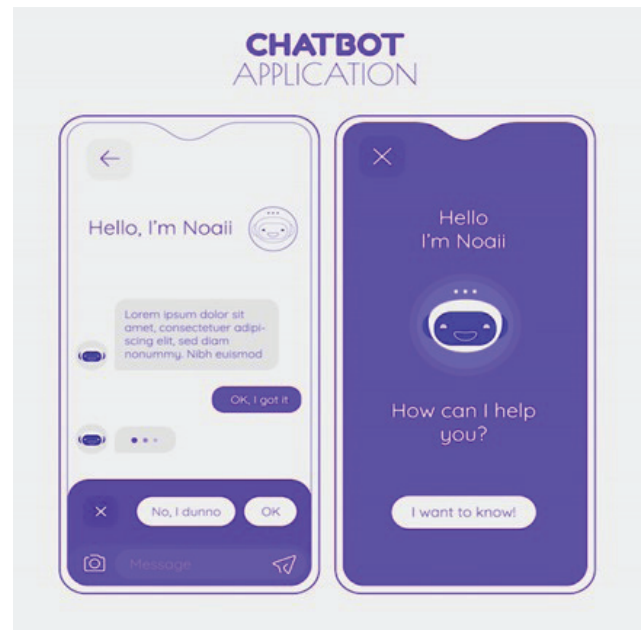 CHATBOT
APPLICATION
Hello, I'm Noaii
Lorem ipsum dolor sit
amet, consectetuer adipi-
scing elit, sed diam
nonummy. Nibh euismod
OK, I got it
No, I dunno
OK
Message
Hello
I'm Noaii
How can I help
you?
I want to know!